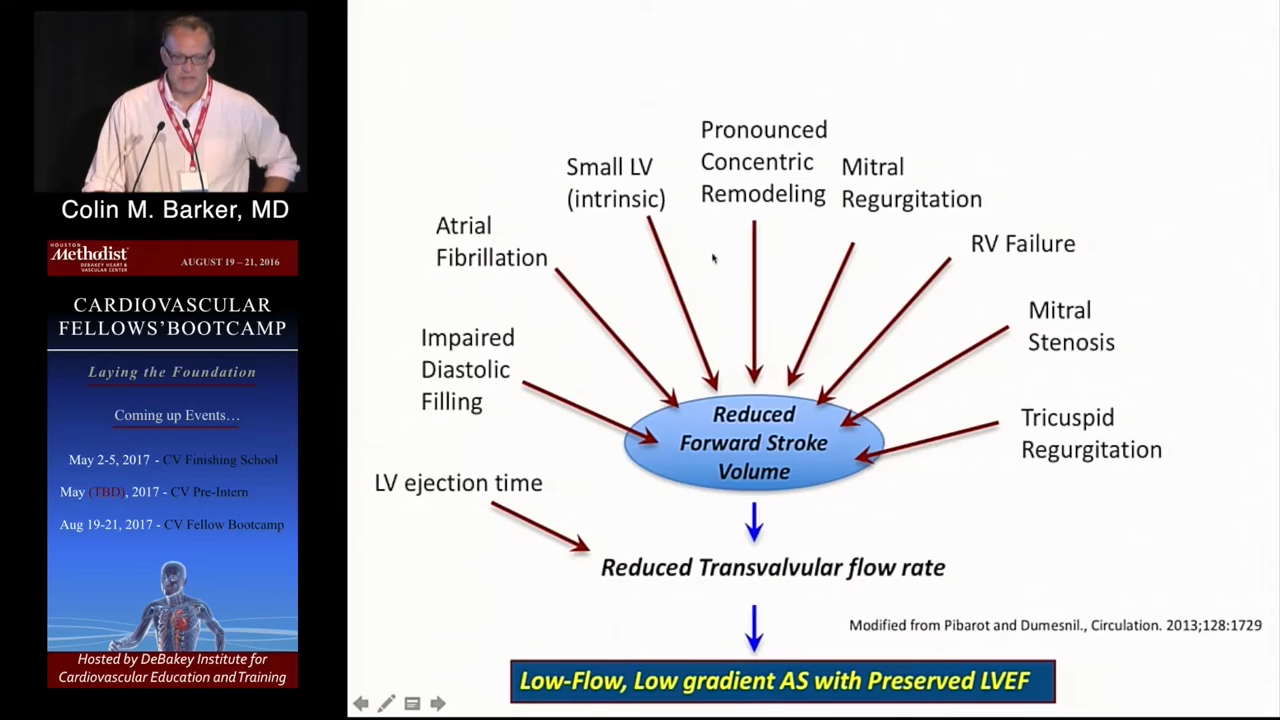 Colin M. Barker, MD
HOUSTON
Methodist
DEBAKEY HEART &
VASCULAR CENTER
AUGUST 19 – 21, 2016
CARDIOVASCULAR
FELLOWS’BOOTCAMP
Laying the Foundation
Coming up Events…
May 2-5, 2017 - CV Finishing School
May (TBD), 2017 - CV Pre-Intern
Aug 19-21, 2017 - CV Fellow Bootcamp
Hosted by DeBakey Institute for
Cardiovascular Education and Training
Pronounced
Concentric
Remodeling
Small LV
(intrinsic)
Mitral
Regurgitation
Atrial
Fibrillation
RV Failure
Mitral
Stenosis
Impaired
Diastolic
Filling
Tricuspid
Regurgitation
Reduced
Forward Stroke
Volume
LV ejection time
Reduced Transvalvular flow rate
Modified from Pibarot and Dumesnil., Circulation. 2013;128:1729
Low-Flow, Low gradient AS with Preserved LVEF